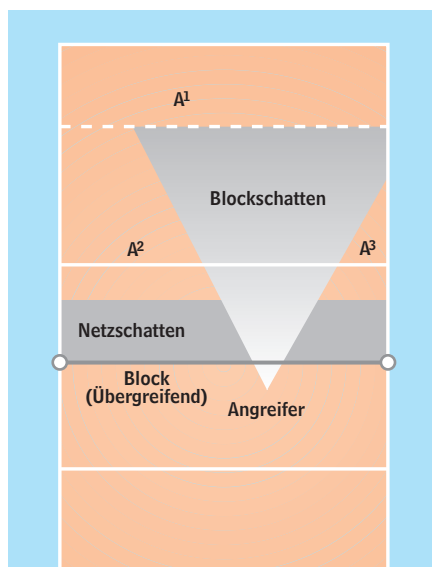 A¹
Blockschatten
A² A³
Netzschatten
Block
(Übergreifend)
Angreifer